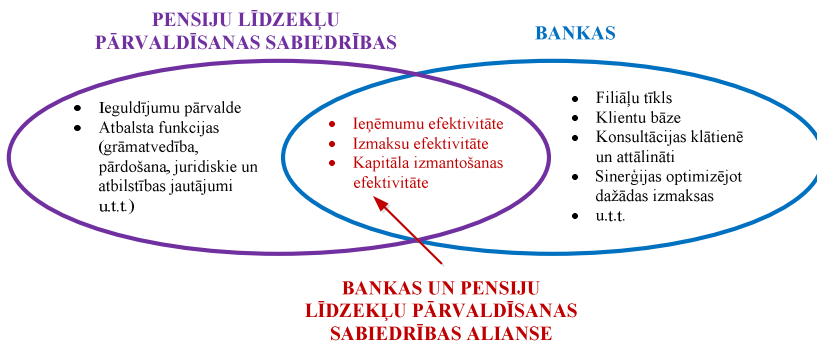 PENSIJU LĪDZEKĻU
PĀRVALDĪSANAS SABIEDRĪBAS
BANKAS
• Ieguldījumu pārvalde
• Atbalsta funkcijas
(grāmatvedība,
pārdošana, juridiskie un
atbilstības jautājumi
u.t.t.)
• Ieņēmumu efektivitāte
• Izmaksu efektivitāte
• Kapitāla izmantošanas
efektivitāte
• Filiāļu tīkls
• Klientu bāze
• Konsultācijas klātienē
un attālināti
• Sinerģijas optimizējot
dažādas izmaksas
• u.t.t.
BANKAS UN PENSIJU
LĪDZEKĻU PĀRVALDĪSANAS
SABIEDRĪBAS ALIANSE